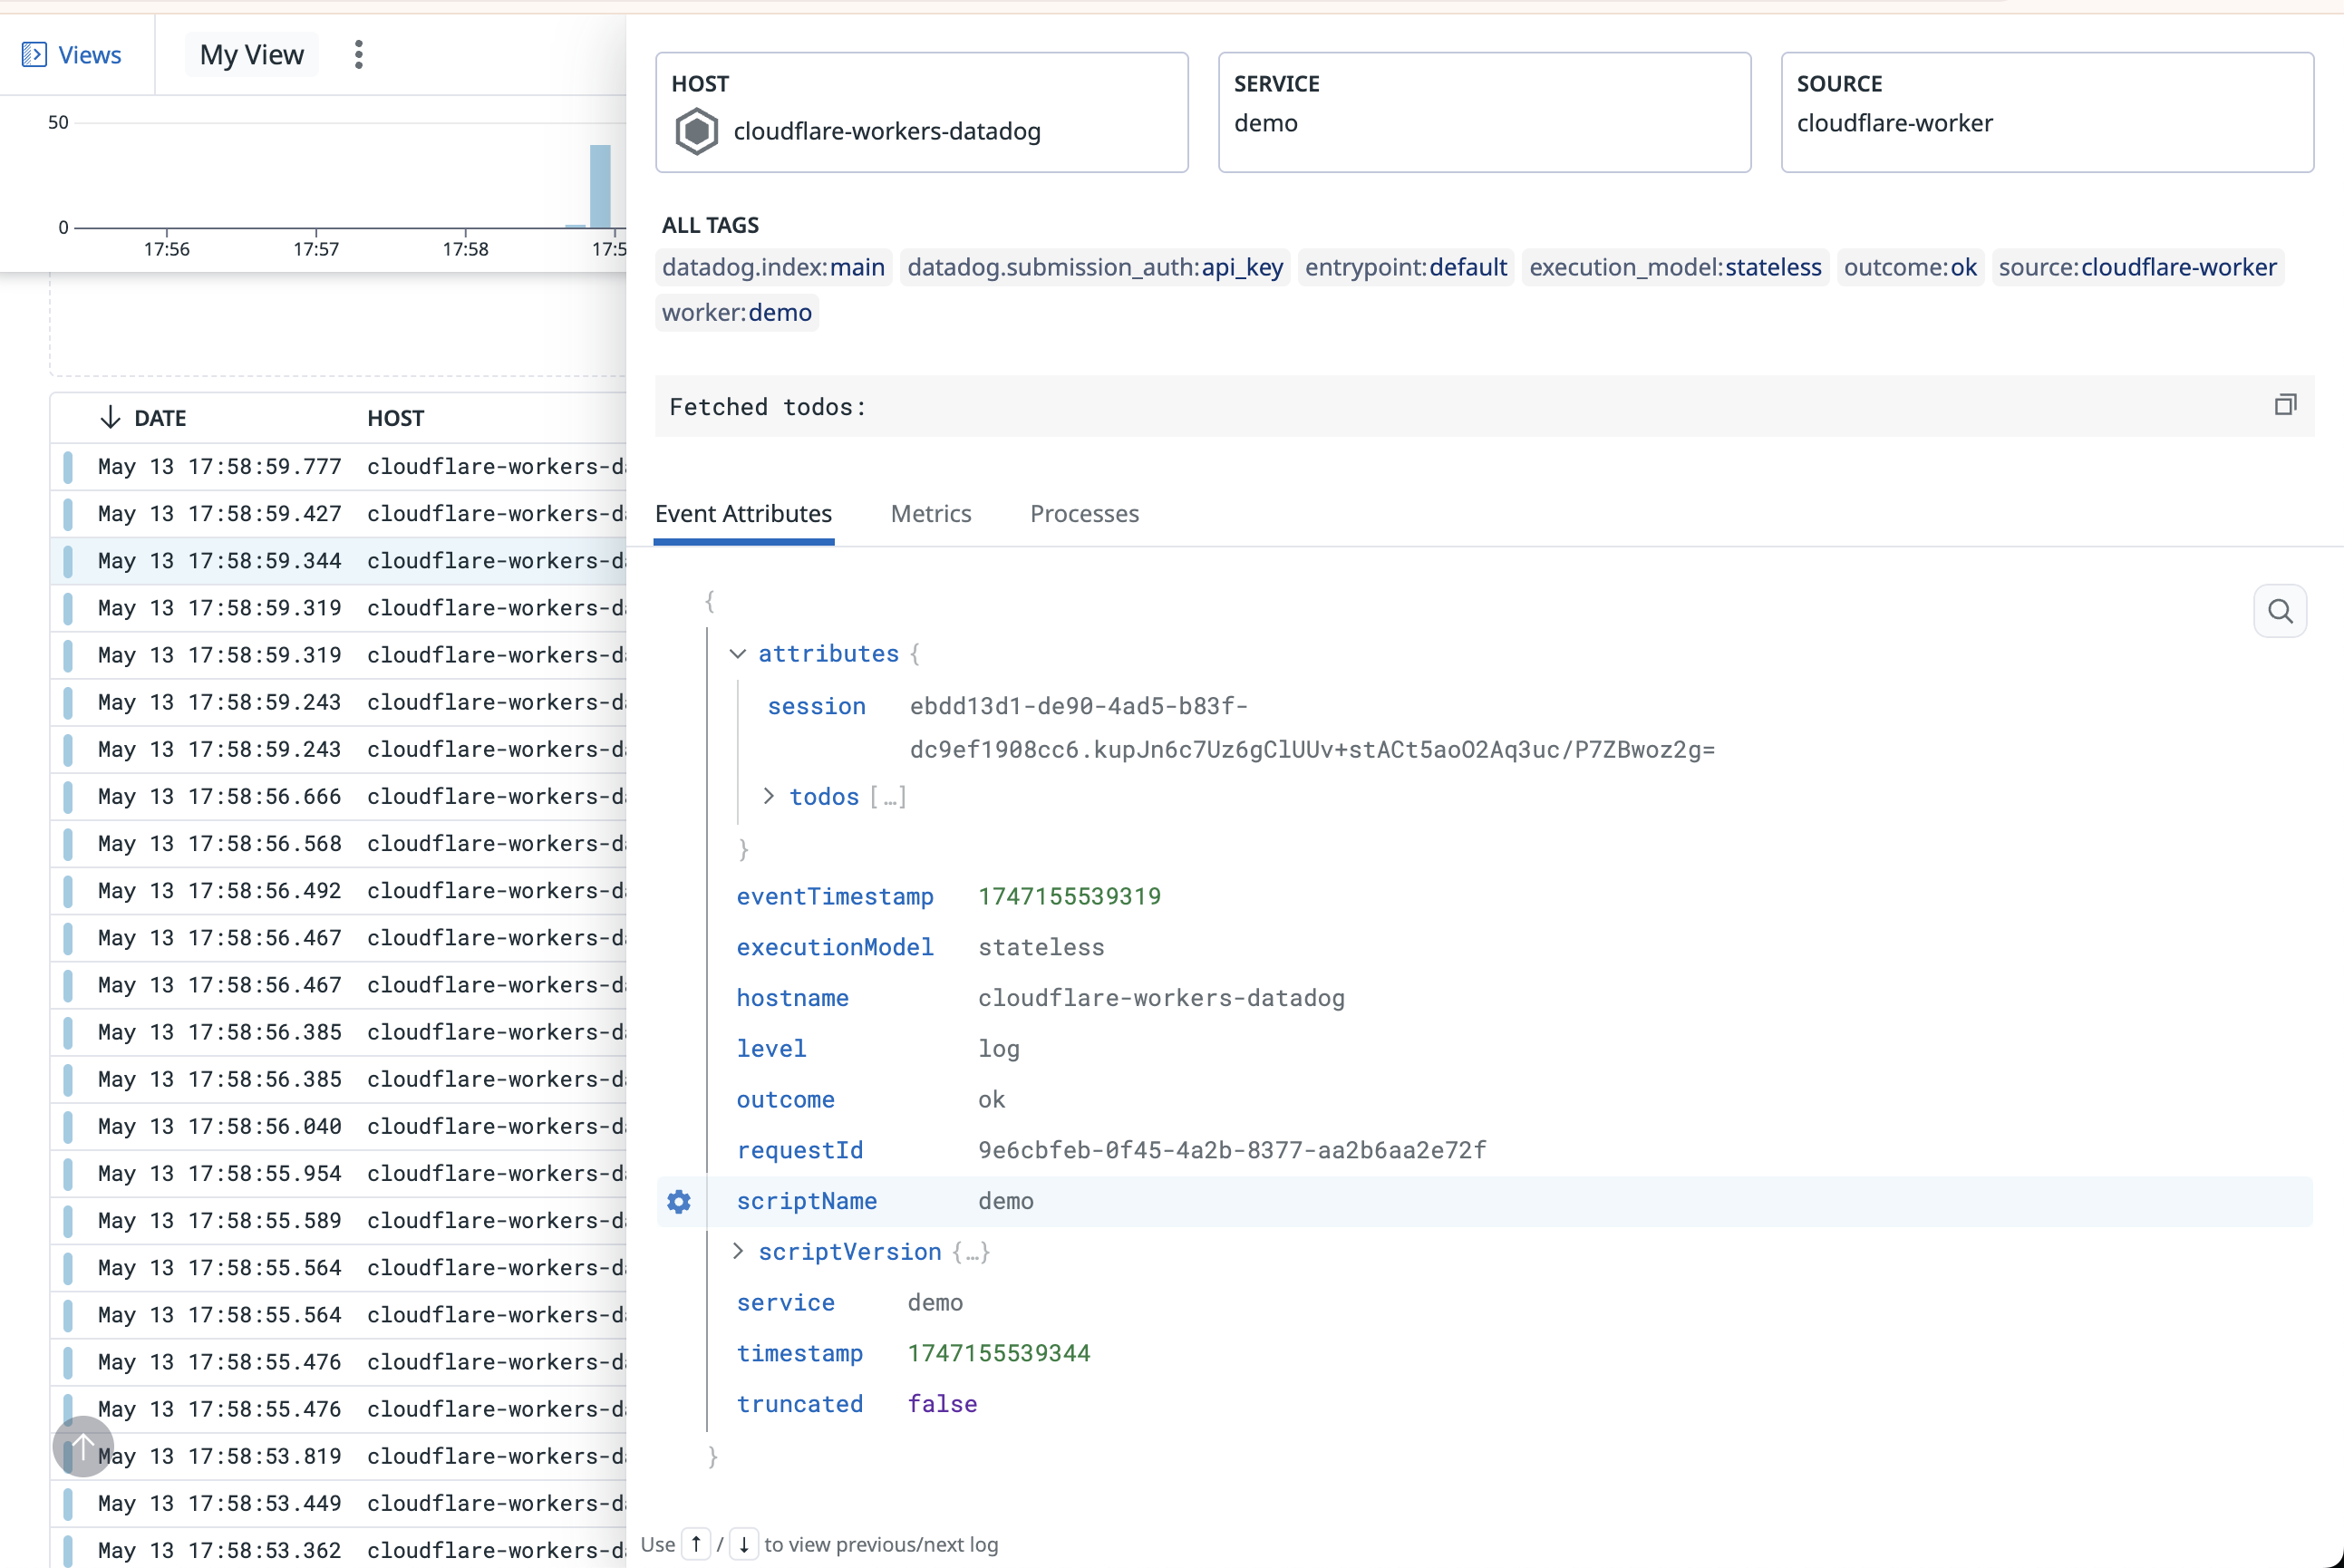 Views
My View
50
0
17:56 17:57 17:58 17:5
DATE HOST
May 13 17:58:59.777 cloudflare-workers-d
May 13 17:58:59.427 cloudflare-workers-d
May 13 17:58:59.344 cloudflare-workers-d
May 13 17:58:59.319 cloudflare-workers-d
May 13 17:58:59.319 cloudflare-workers-d
May 13 17:58:59.243 cloudflare-workers-d
May 13 17:58:59.243 cloudflare-workers-d
May 13 17:58:56.666 cloudflare-workers-d
May 13 17:58:56.568 cloudflare-workers-d
May 13 17:58:56.492 cloudflare-workers-d
May 13 17:58:56.467 cloudflare-workers-d
May 13 17:58:56.467 cloudflare-workers-d
May 13 17:58:56.385 cloudflare-workers-d
May 13 17:58:56.385 cloudflare-workers-d
May 13 17:58:56.040 cloudflare-workers-d
May 13 17:58:55.954 cloudflare-workers-d
May 13 17:58:55.589 cloudflare-workers-d
May 13 17:58:55.564 cloudflare-workers-d
May 13 17:58:55.564 cloudflare-workers-d
May 13 17:58:55.476 cloudflare-workers-d
May 13 17:58:55.476 cloudflare-workers-d
May 13 17:58:53.819 cloudflare-workers-d
May 13 17:58:53.449 cloudflare-workers-d
May 13 17:58:53.362 cloudflare-workers-d
HOST
cloudflare-workers-datadog
SERVICE
demo
SOURCE
cloudflare-worker
ALL TAGS
datadog.index:main datadog.submission_auth:api_key entrypoint:default execution_model:stateless outcome:ok source:cloudflare-worker
worker:demo
Fetched todos:
Event Attributes Metrics Processes
{
attributes {
session ebdd13d1-de90-4ad5-b83f-
dc9ef1908cc6.kupJn6c7Uz6gClUUv+stACt5aoO2Aq3uc/P7ZBwoz2g=
todos […]
}
eventTimestamp 1747155539319
executionModel stateless
hostname cloudflare-workers-datadog
level log
outcome ok
requestId 9e6cbfeb-0f45-4a2b-8377-aa2b6aa2e72f
scriptName demo
scriptVersion {…}
service demo
timestamp 1747155539344
truncated false
}
Use ↑ / ↓ to view previous/next log